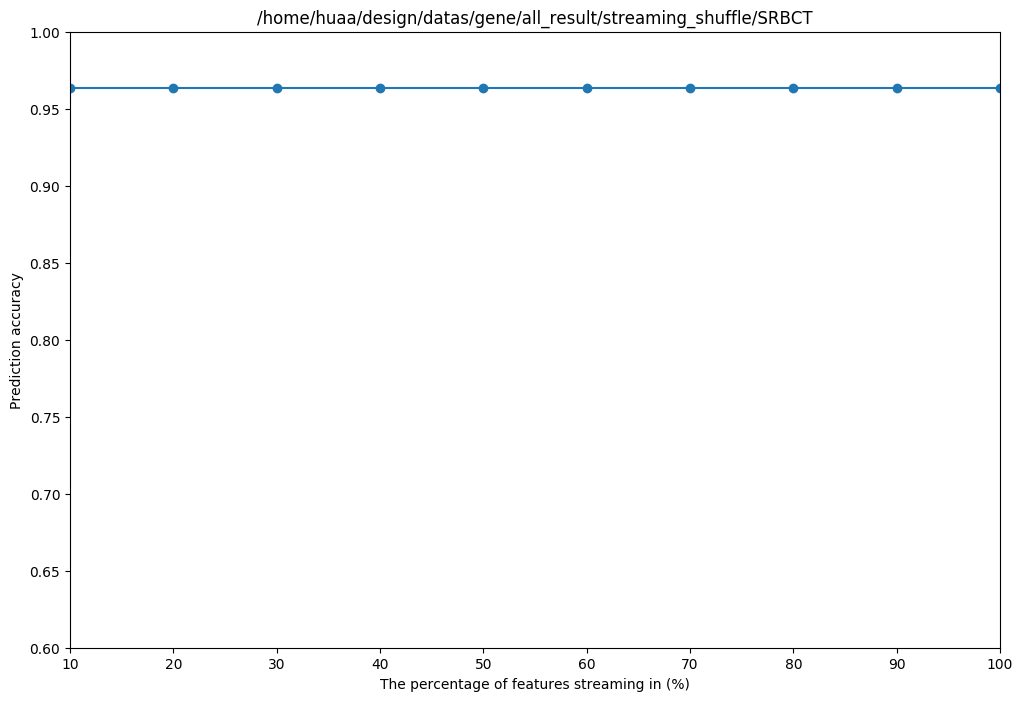 /home/huaa/design/datas/gene/all_result/streaming_shuffle/SRBCT
1.00
0.95
0.90
0.85
0.80
0.75
0.70
0.65
0.60
Prediction accuracy
10 20 30 40 50 60 70 80 90 100
The percentage of features streaming in (%)